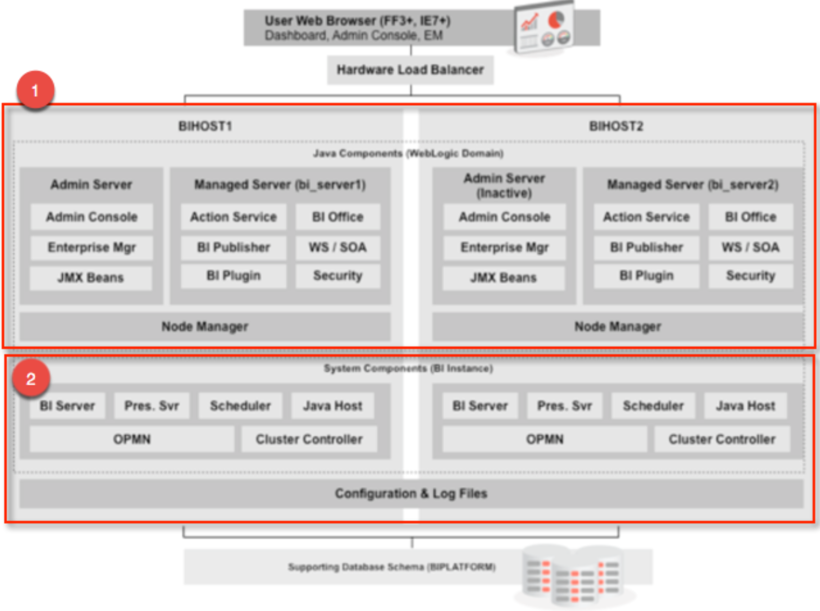 User Web Browser (FF3+, IE7+)
Dashboard, Admin Console, EM
Hardware Load Balancer
1
BIHOST1
BIHOST2
Java Components (WebLogic Domain)
Admin Server
Managed Server (bi_server1)
Admin Server
(Inactive)
Managed Server (bi_server2)
Admin Console
Action Service
BI Office
Admin Console
Action Service
BI Office
Enterprise Mgr
BI Publisher
WS / SOA
Enterprise Mgr
BI Publisher
WS / SOA
JMX Beans
BI Plugin
Security
JMX Beans
BI Plugin
Security
Node Manager
Node Manager
2
System Components (BI Instance)
BI Server
Pres. Svr
Scheduler
Java Host
BI Server
Pres. Svr
Scheduler
Java Host
OPMN
Cluster Controller
OPMN
Cluster Controller
Configuration & Log Files
Supporting Database Schema (BIPLATFORM)